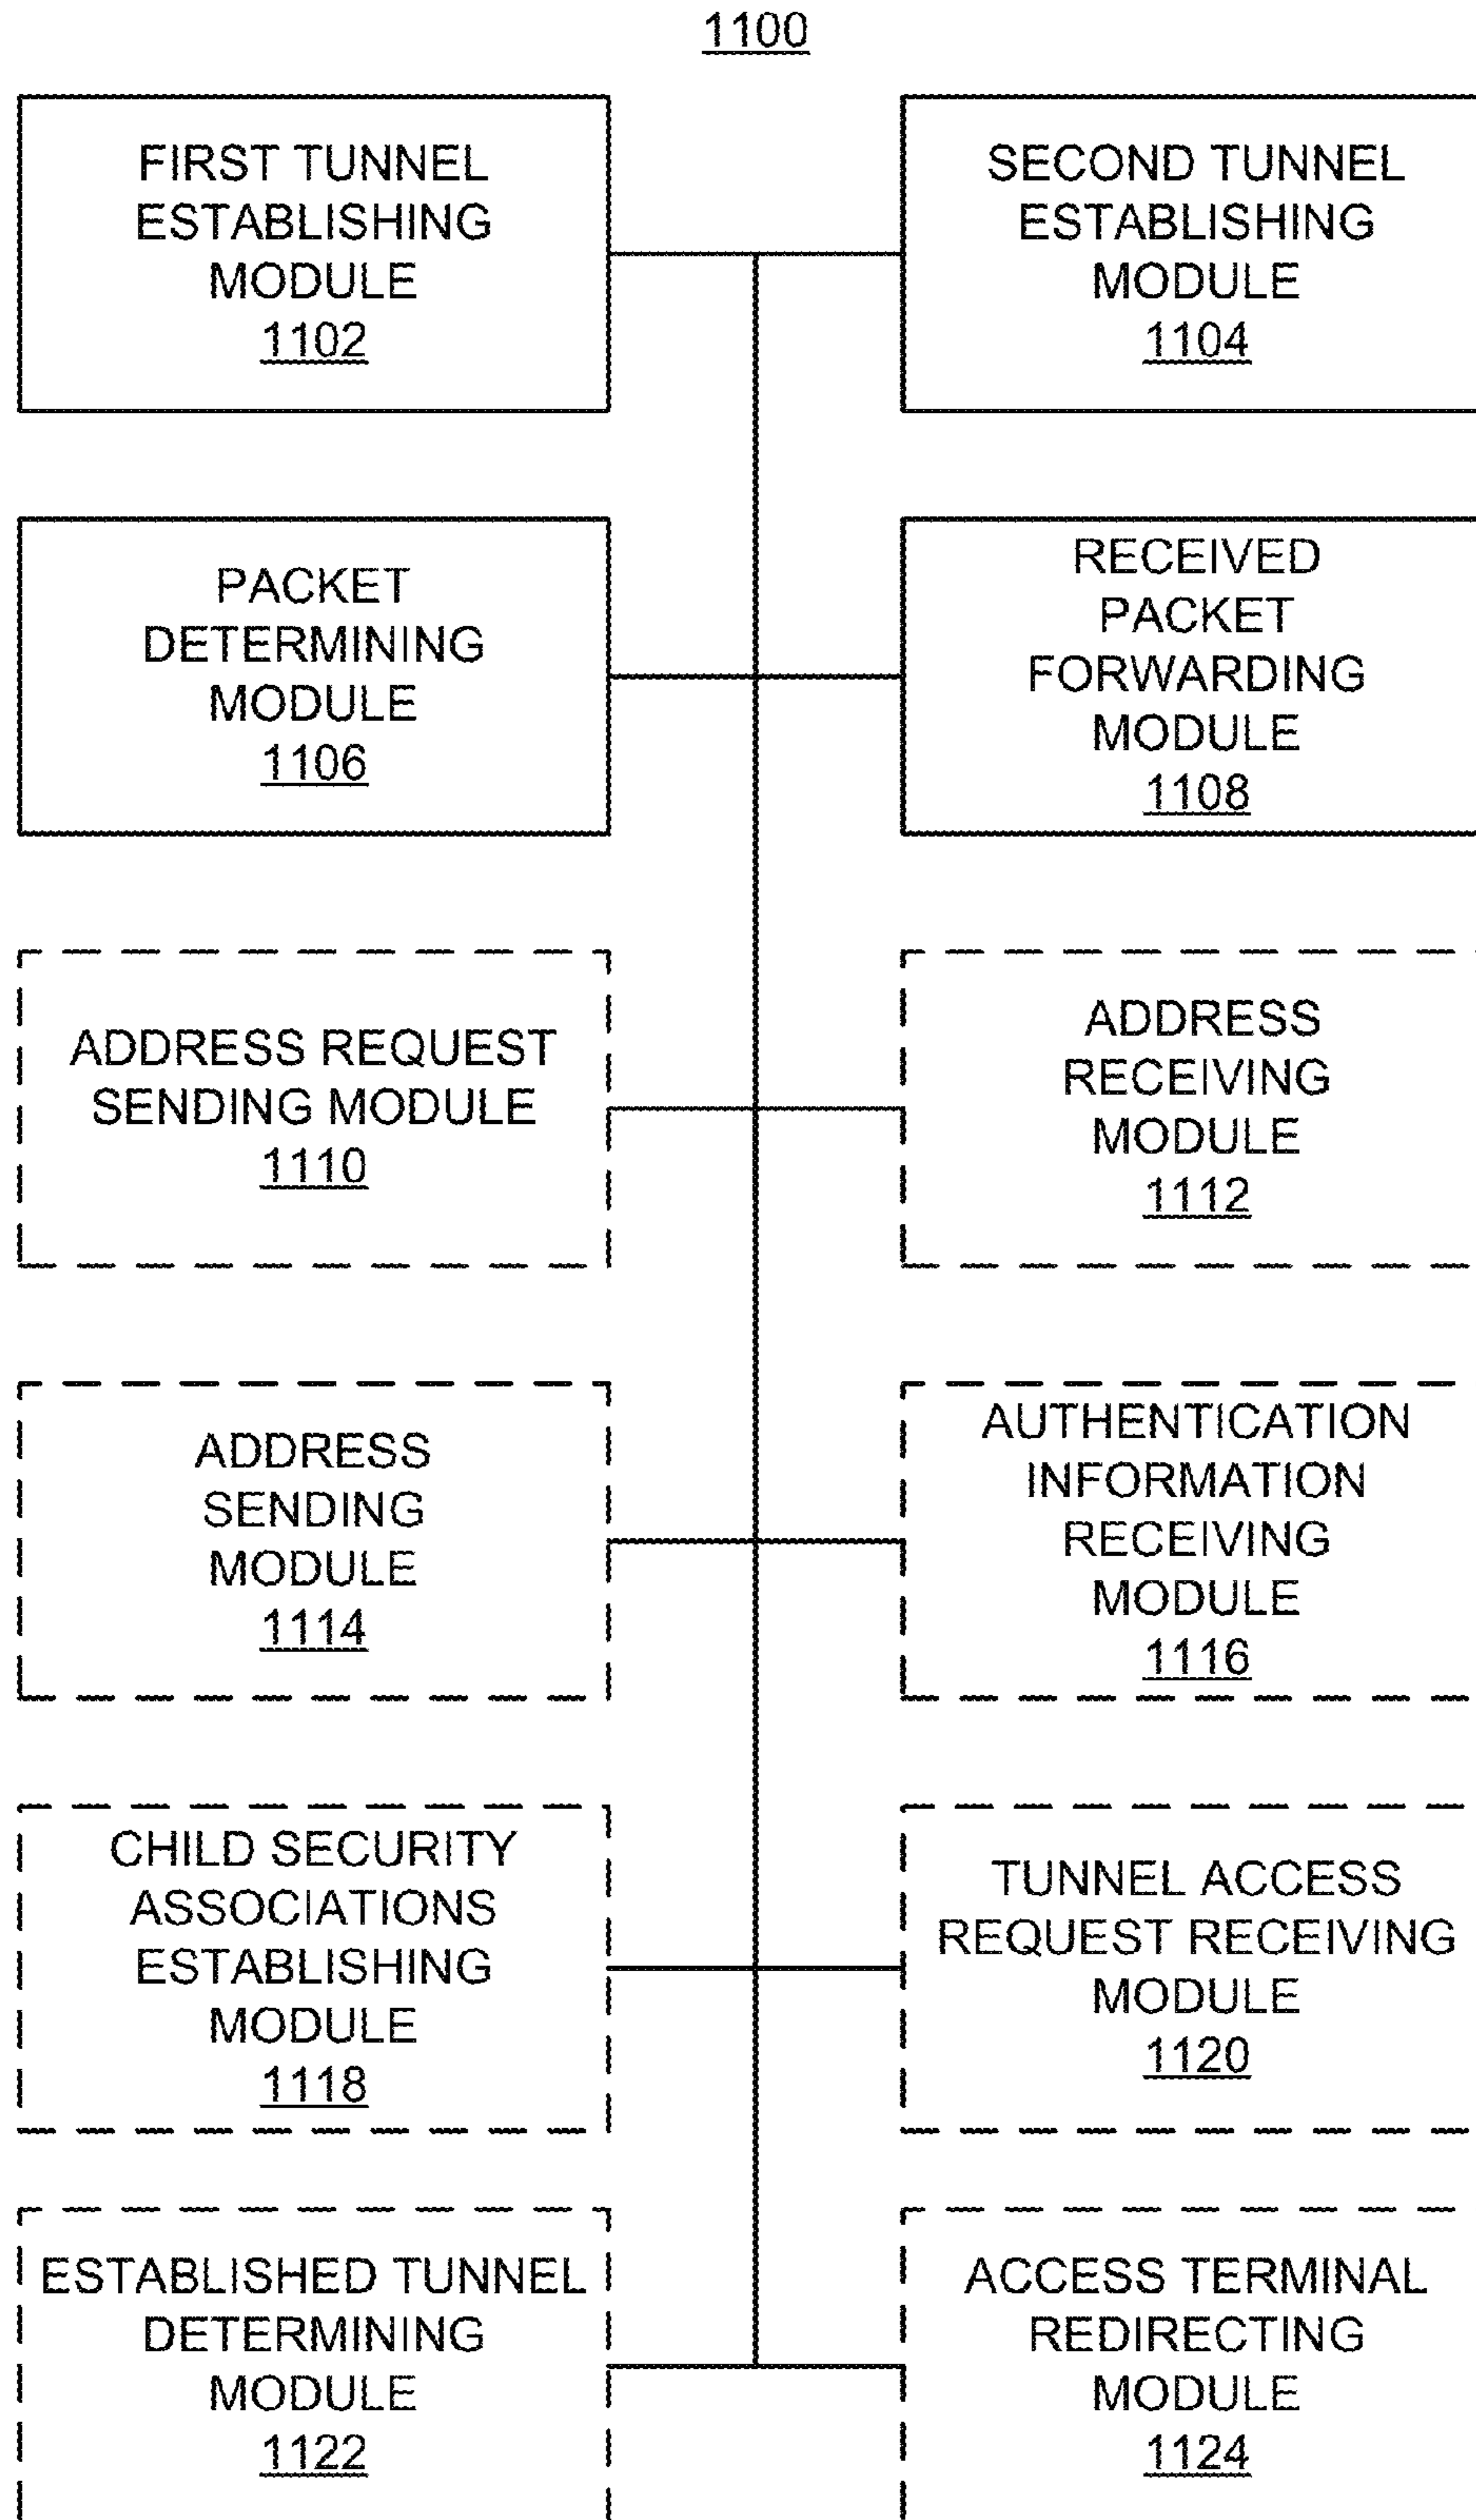 1100
FIRST TUNNEL
ESTABLISHING
MODULE
1102
SECOND TUNNEL
ESTABLISHING
MODULE
1104
PACKET
DETERMINING
MODULE
1106
RECEIVED
PACKET
FORWARDING
MODULE
1108
ADDRESS REQUEST
SENDING MODULE
1110
ADDRESS
RECEIVING
MODULE
1112
ADDRESS
SENDING
MODULE
1114
AUTHENTICATION
INFORMATION
RECEIVING
MODULE
1116
CHILD SECURITY
ASSOCIATIONS
ESTABLISHING
MODULE
1118
TUNNEL ACCESS
REQUEST RECEIVING
MODULE
1120
ESTABLISHED TUNNEL
DETERMINING
MODULE
1122
ACCESS TERMINAL
REDIRECTING
MODULE
1124